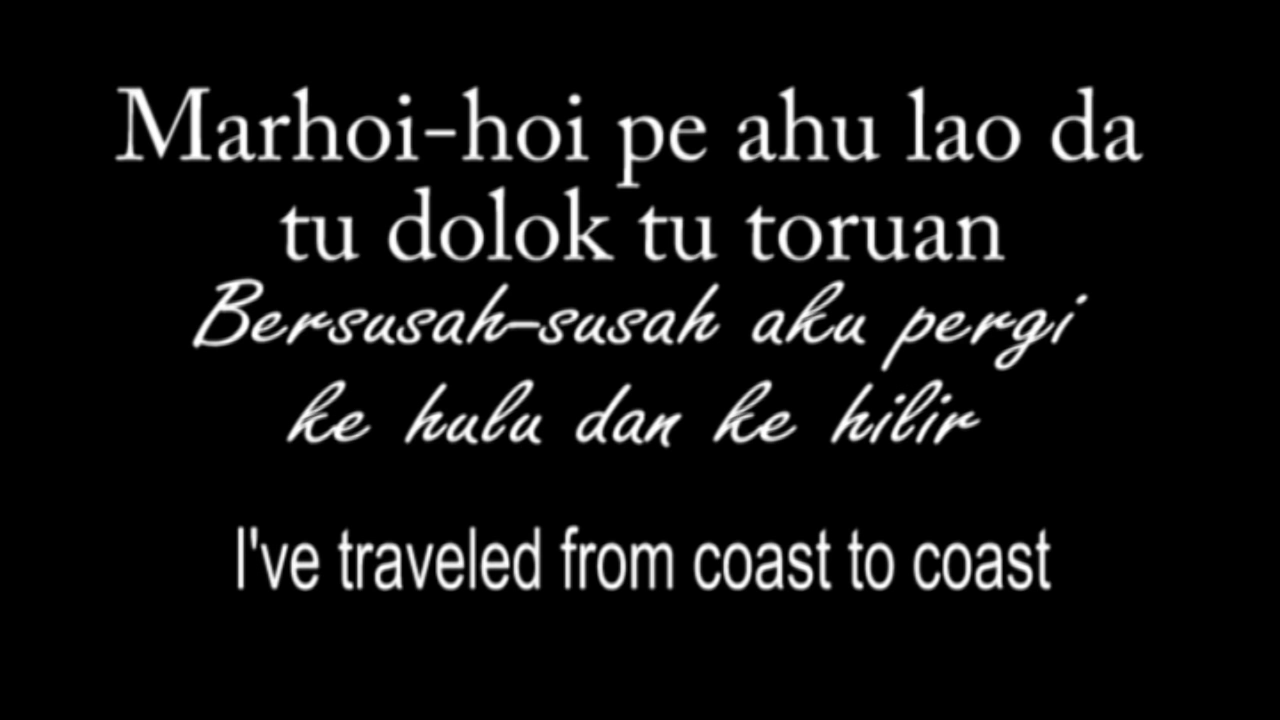 Marhoi-hoi pe ahu lao da
tu dolok tu toruan
Bersusah-susah aku pergi
ke hulu dan ke hilir
I've traveled from coast to coast